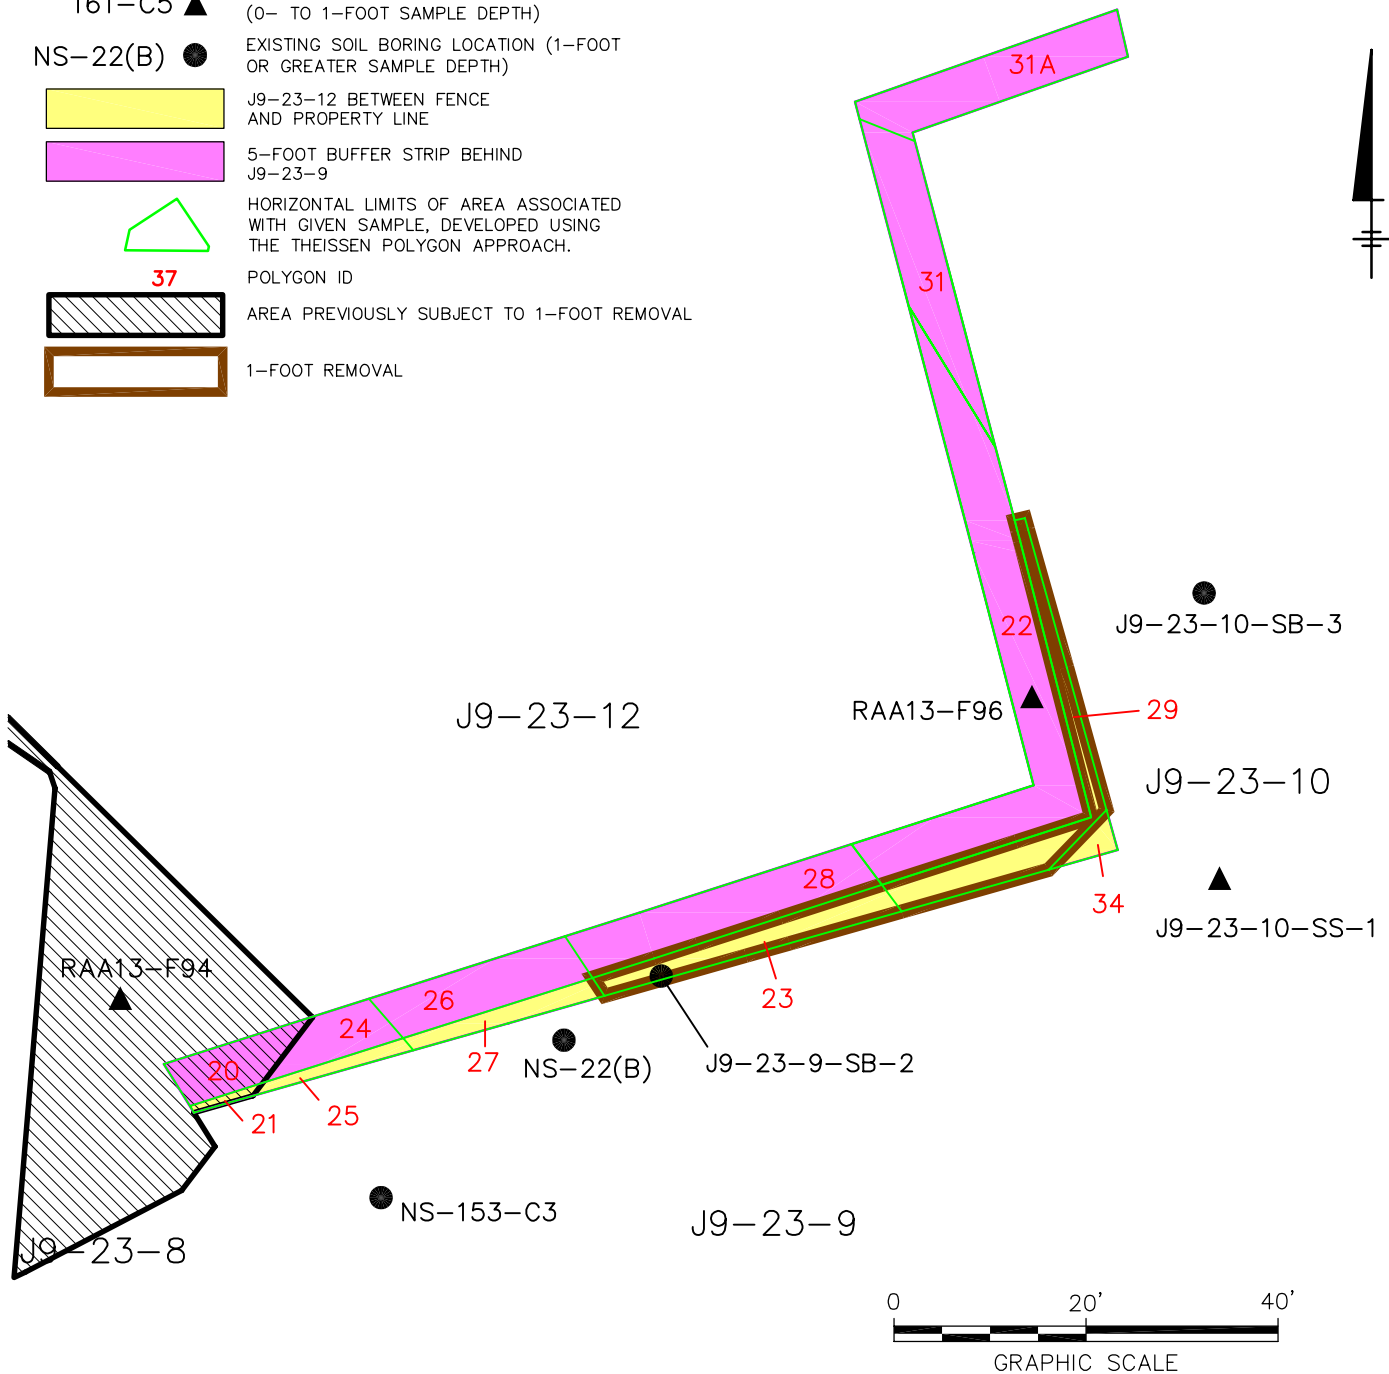 161-C5
(0- TO 1-FOOT SAMPLE DEPTH)
NS-22(B)
EXISTING SOIL BORING LOCATION (1-FOOT
OR GREATER SAMPLE DEPTH)
J9-23-12 BETWEEN FENCE
AND PROPERTY LINE
5-FOOT BUFFER STRIP BEHIND
J9-23-9
HORIZONTAL LIMITS OF AREA ASSOCIATED
WITH GIVEN SAMPLE, DEVELOPED USING
THE THEISSEN POLYGON APPROACH.
37
POLYGON ID
AREA PREVIOUSLY SUBJECT TO 1-FOOT REMOVAL
1-FOOT REMOVAL
31A
31
22
J9-23-10-SB-3
RAA13-F96
29
J9-23-12
J9-23-10
28
34
J9-23-10-SS-1
RAA13-F94
26
23
24
27
NS-22(B)
J9-23-9-SB-2
20
21
25
NS-153-C3
J9-23-9
J9-23-8
0 20' 40'
GRAPHIC SCALE